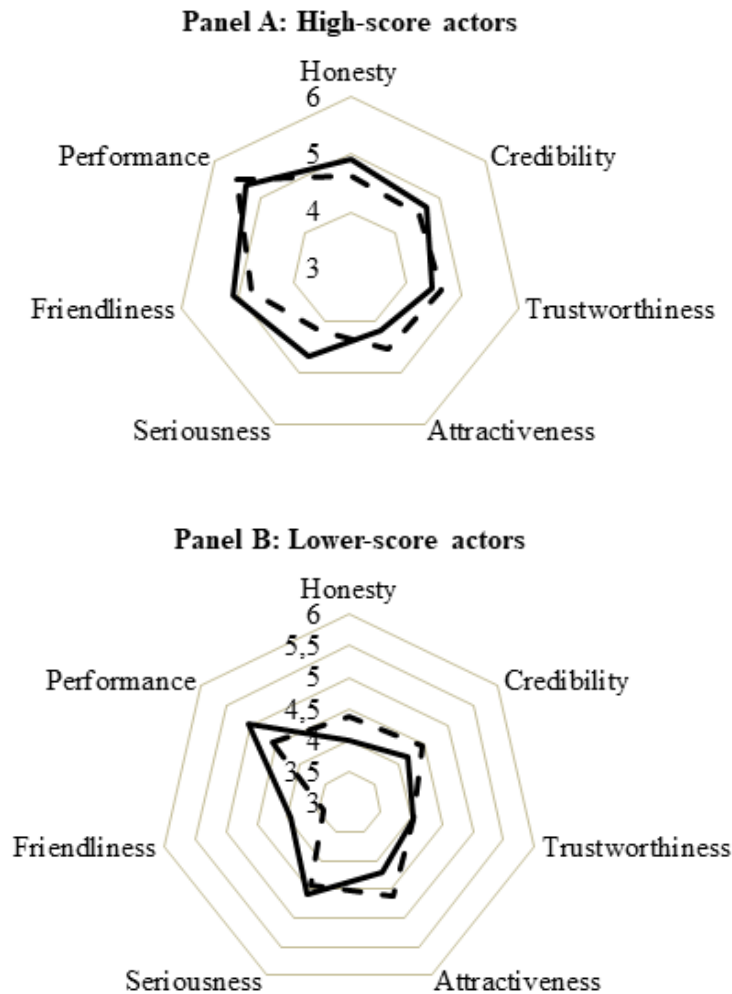 Panel A: High-score actors
Honesty
6
Performance
5
Credibility
4
3
Friendliness
Trustworthiness
Seriousness
Attractiveness
Panel B: Lower-score actors
Honesty
6
5,5
Performance
5
Credibility
4,5
4
3,5
3
Friendliness
Trustworthiness
Seriousness
Attractiveness